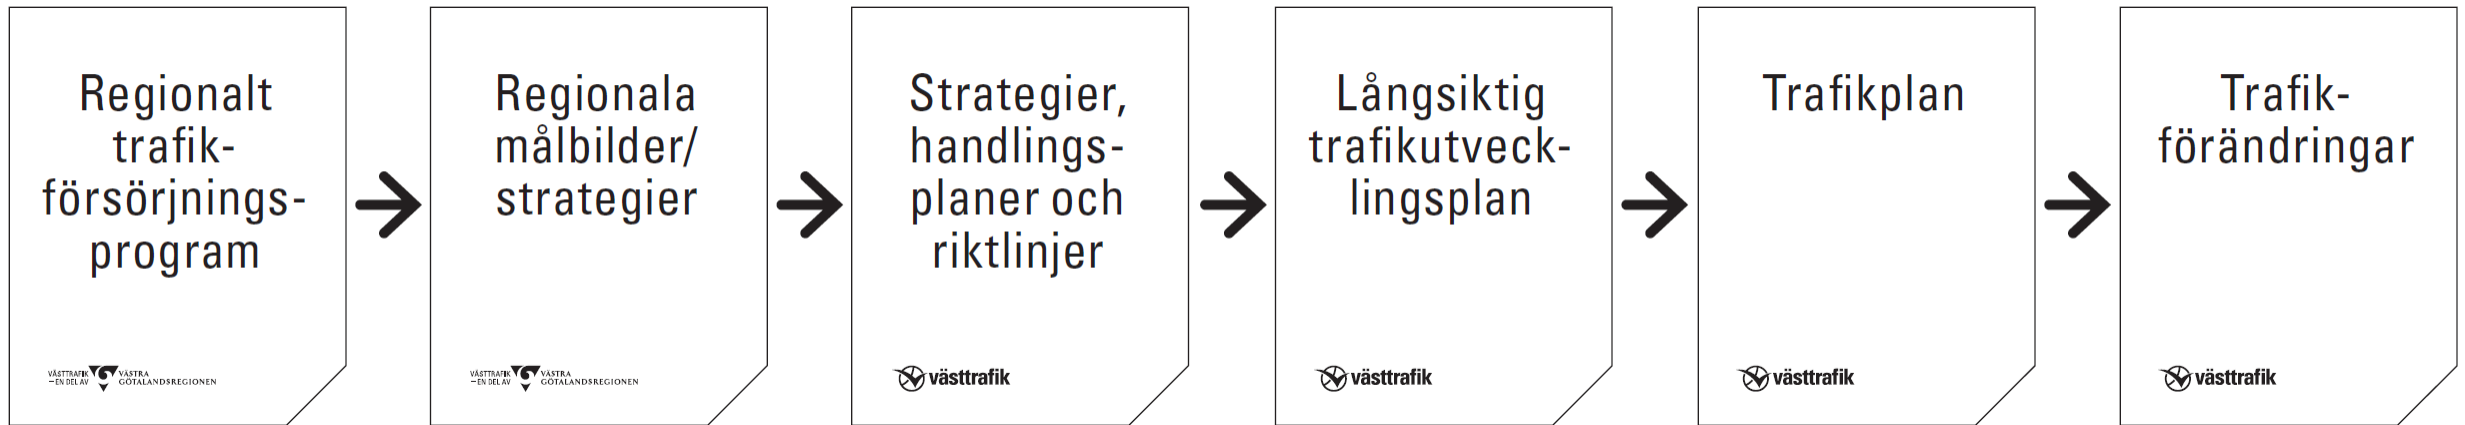 Regionalt
trafik-
försörjnings-
program
VÄSTTRAFIK
– EN DEL AV
VÄSTRA
GÖTALANDSREGIONEN
Regionala
målbilder/
strategier
VÄSTTRAFIK
– EN DEL AV
VÄSTRA
GÖTALANDSREGIONEN
Strategier,
handlings-
planer och
riktlinjer
västtrafik
Långsiktig
trafikutveck-
lingsplan
västtrafik
Trafikplan
västtrafik
Trafik-
förändringar
västtrafik